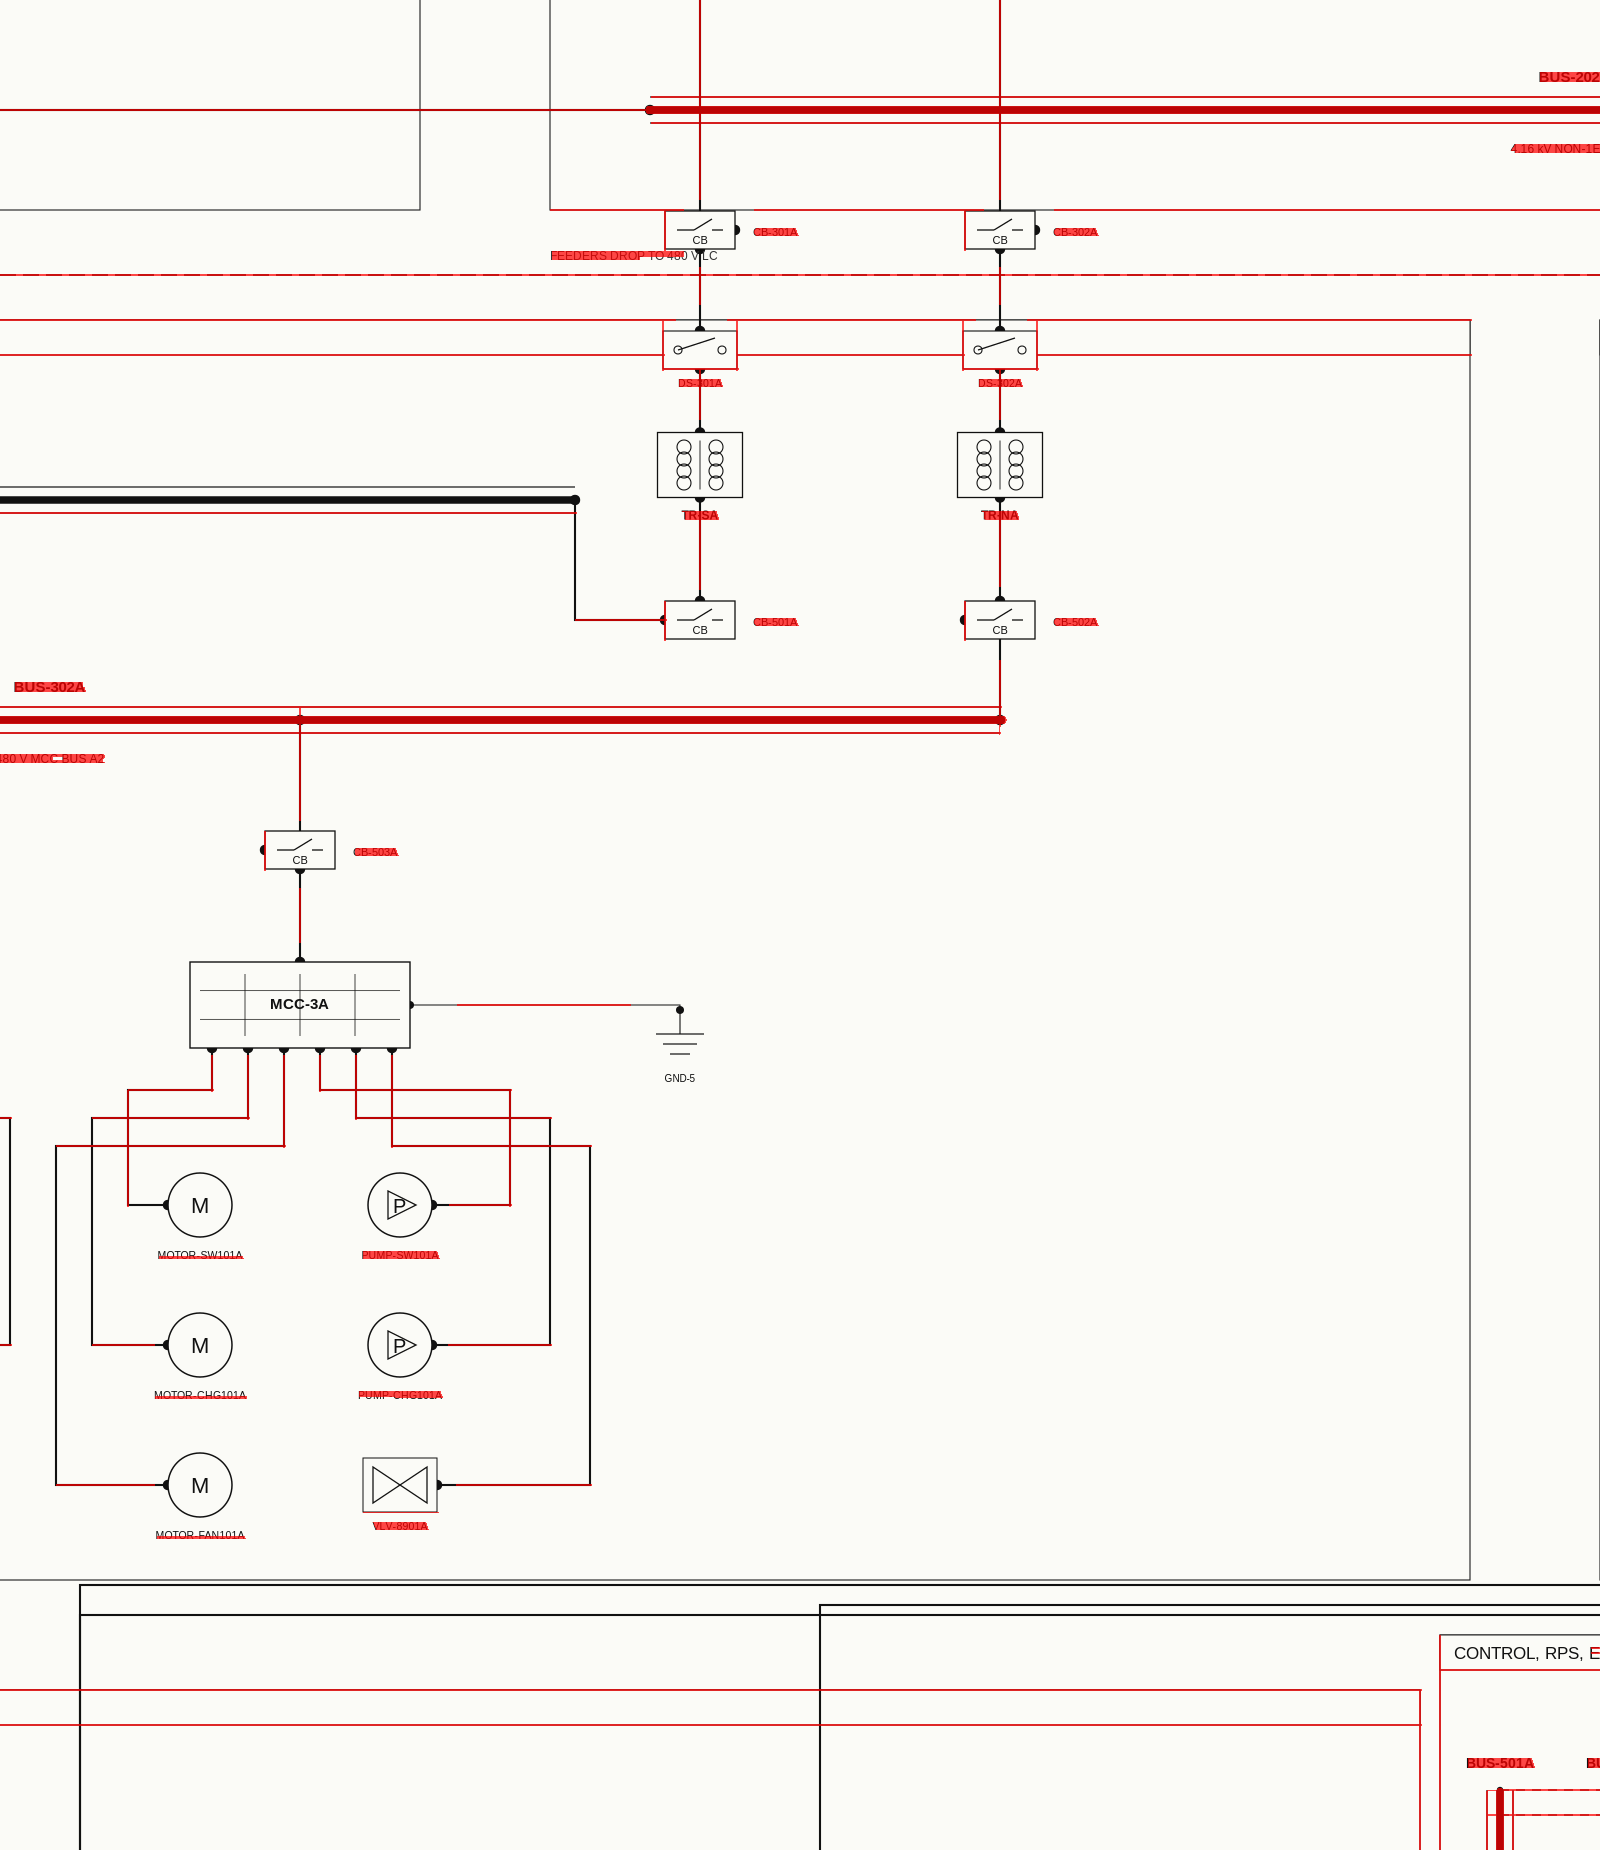 BUS-202
4.16 kV NON-1E
CB
CB-301A
CB
CB-302A
FEEDERS DROP TO 480 V LC
DS-301A
DS-302A
TR-SA
TR-NA
CB
CB-501A
CB
CB-502A
BUS-302A
480 V MCC BUS A2
CB
CB-503A
MCC-3A
GND-5
M
P
MOTOR-SW101A
PUMP-SW101A
M
P
MOTOR-CHG101A
PUMP-CHG101A
M
MOTOR-FAN101A
VLV-8901A
CONTROL, RPS, E
BUS-501A
BU